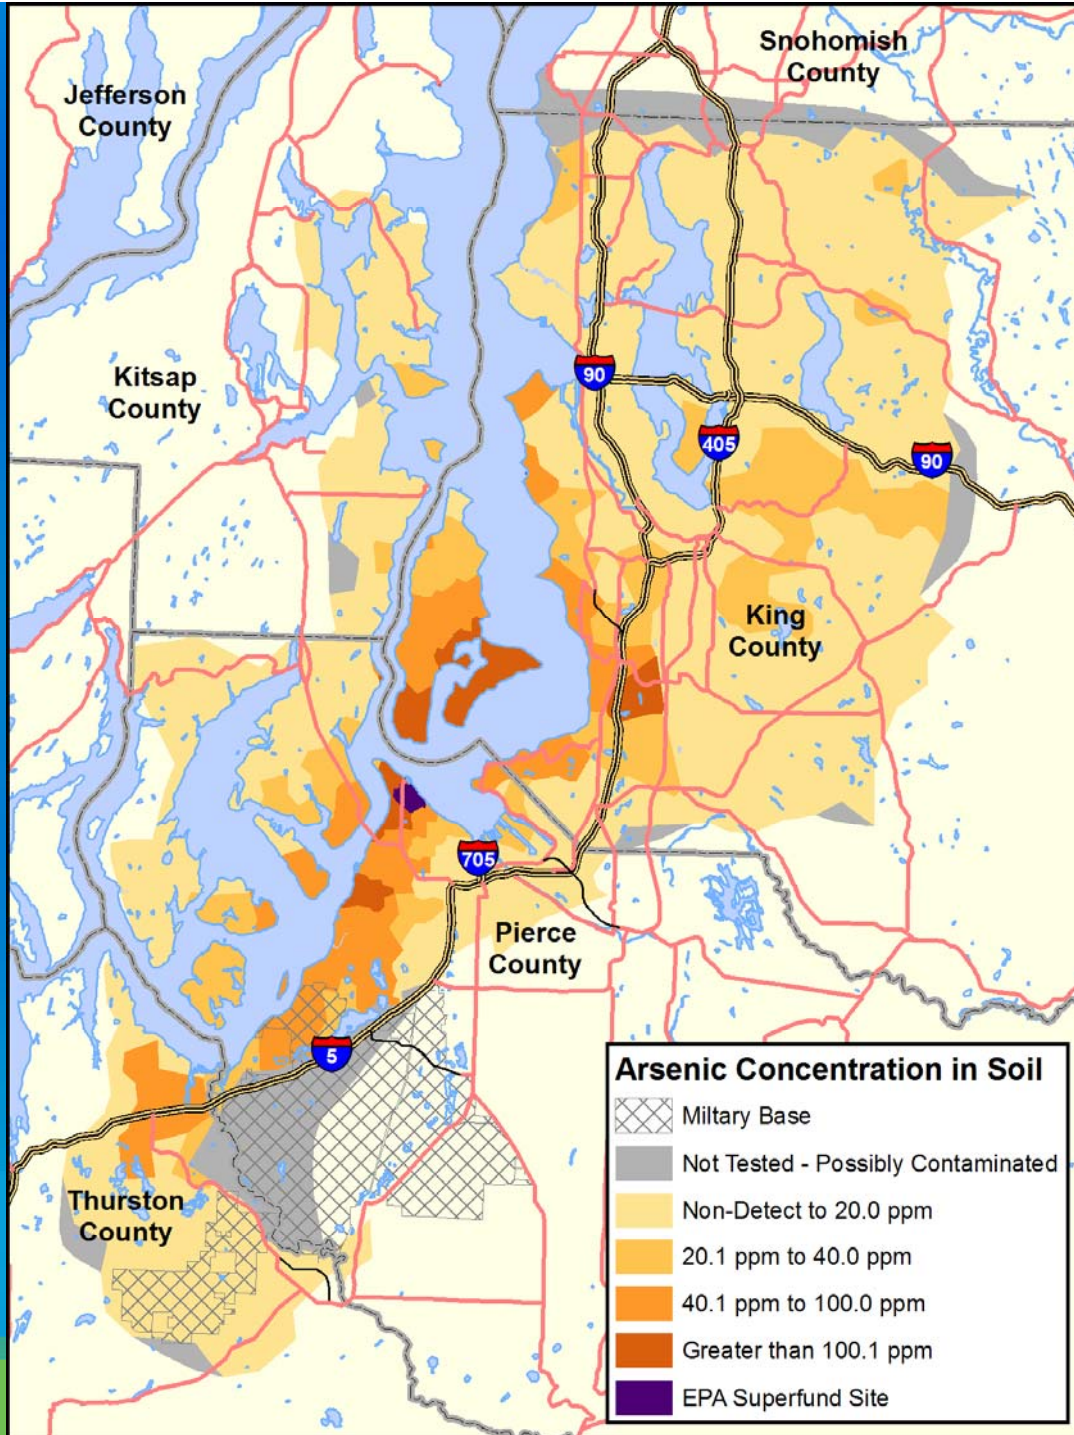 Snohomish
County
Jefferson
County
Kitsap
County
90
405
90
King
County
705
Pierce
County
5
Thurston
County
Arsenic Concentration in Soil
Miltary Base
Not Tested - Possibly Contaminated
Non-Detect to 20.0 ppm
20.1 ppm to 40.0 ppm
40.1 ppm to 100.0 ppm
Greater than 100.1 ppm
EPA Superfund Site